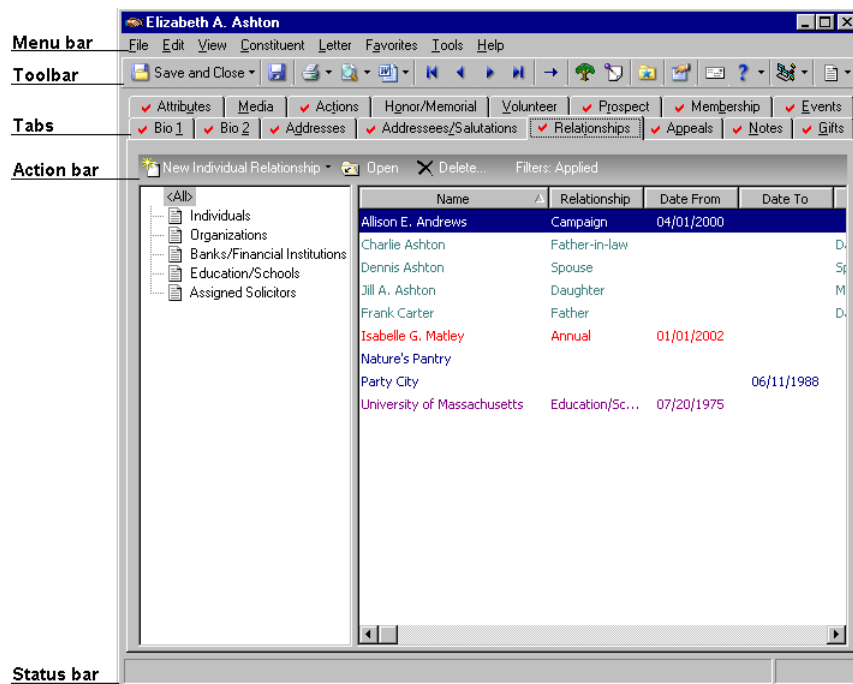 Elizabeth A. Ashton
Menu bar
File Edit View Constituent Letter Favorites Tools Help
Toolbar
Save and Close
Attributes Media Actions Honor/Memorial Volunteer Prospect Membership Events
Tabs
Bio 1 Bio 2 Addresses Addressees/Salutations Relationships Appeals Notes Gifts
Action bar
New Individual Relationship Open Delete... Filters: Applied
<All>
Individuals
Organizations
Banks/Financial Institutions
Education/Schools
Assigned Solicitors
Name Relationship Date From Date To
Allison E. Andrews Campaign 04/01/2000
Charlie Ashton Father-in-law
Dennis Ashton Spouse
Jill A. Ashton Daughter
Frank Carter Father
Isabelle G. Matley Annual 01/01/2002
Nature's Pantry
Party City 06/11/1988
University of Massachusetts Education/Sc... 07/20/1975
Status bar